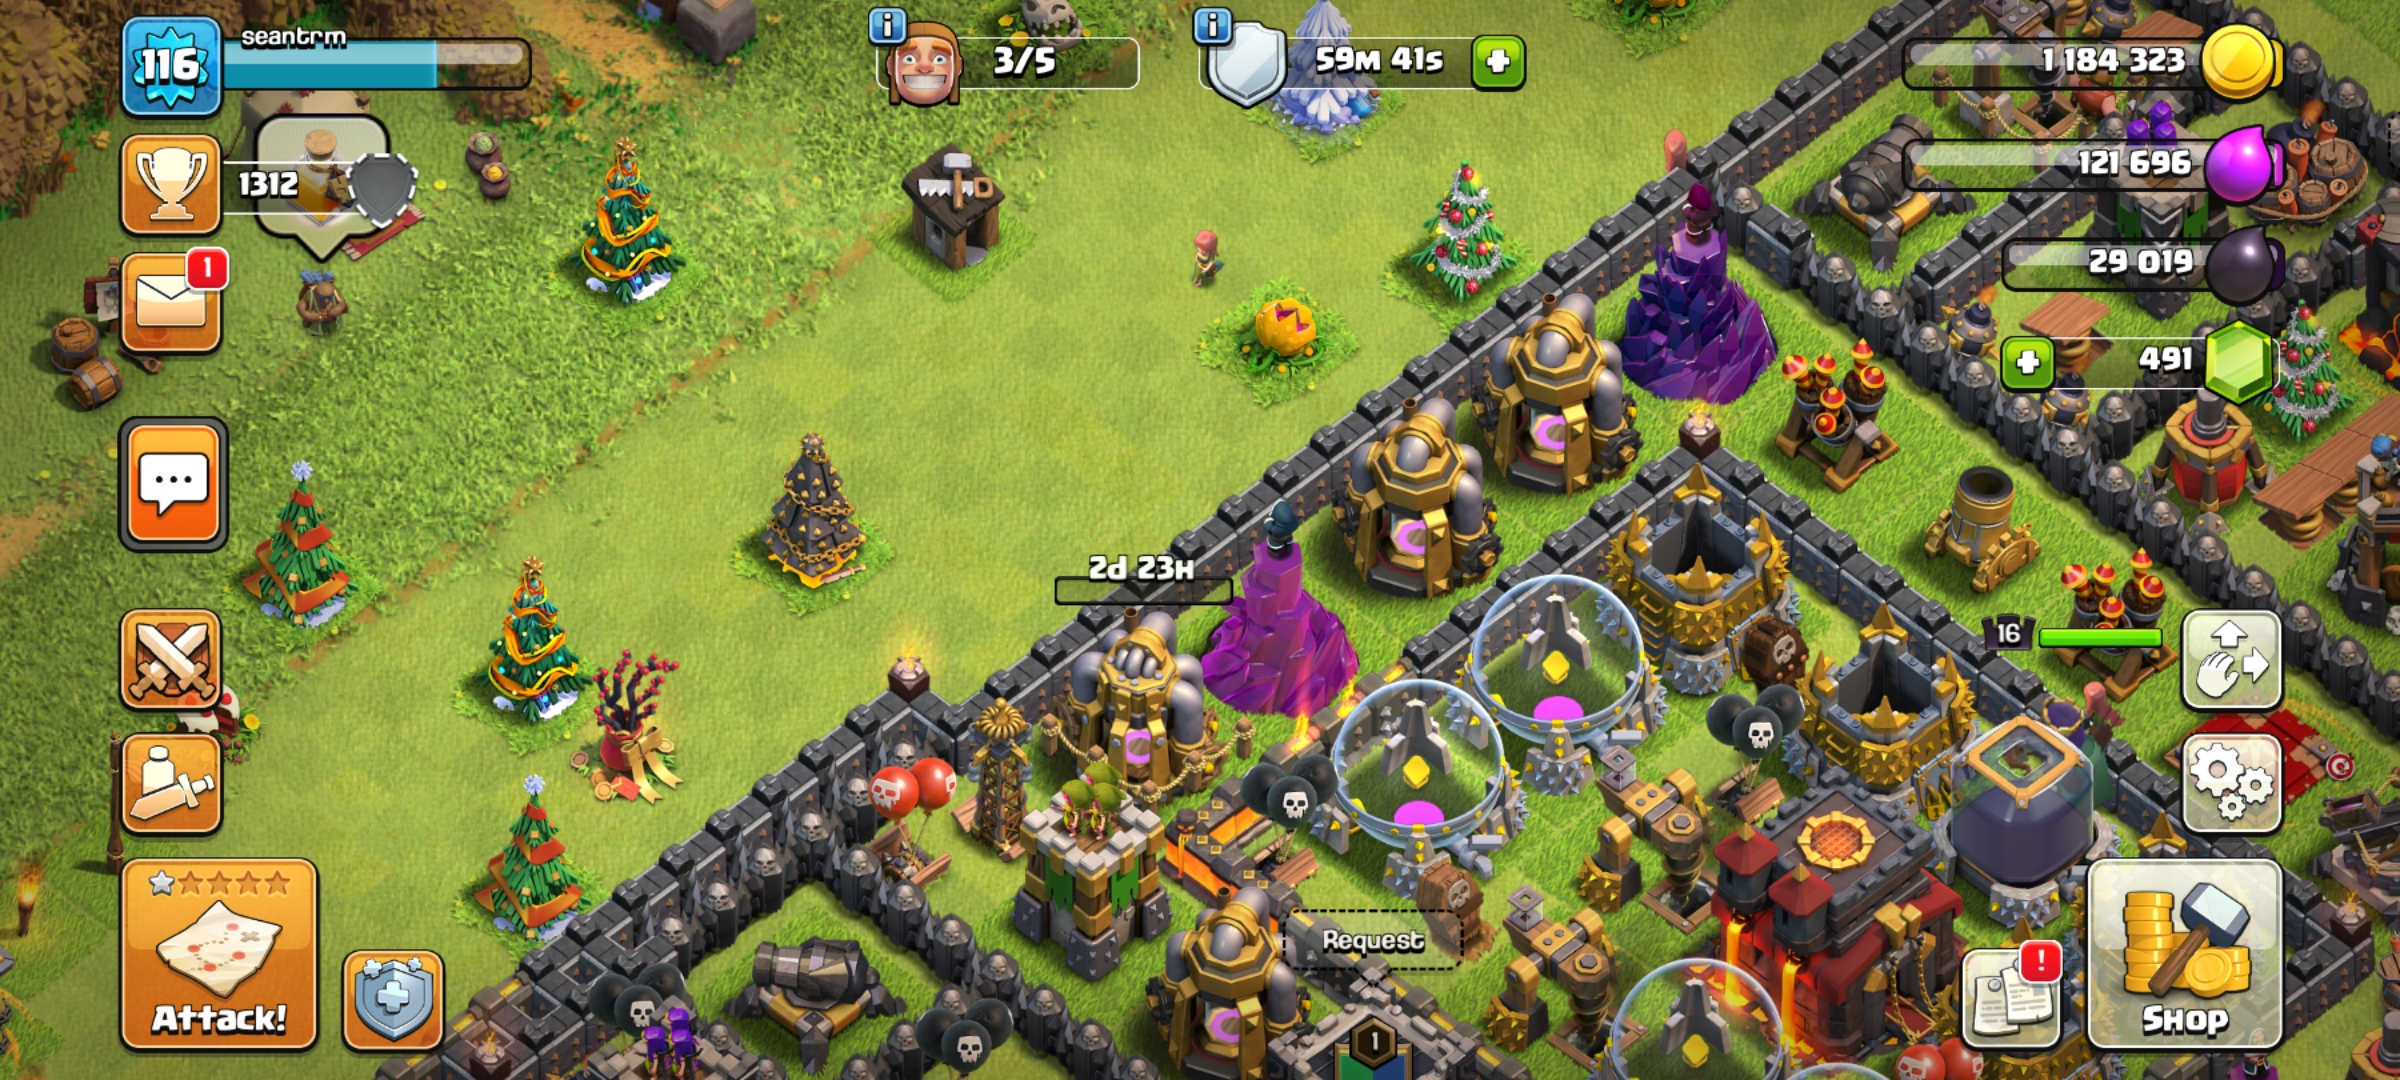 116
seantrm
3/5
59m 41s
1 184 323
1312
121 696
1
29 019
491
2d 23H
16
Request
Attack!
1
!
Shop